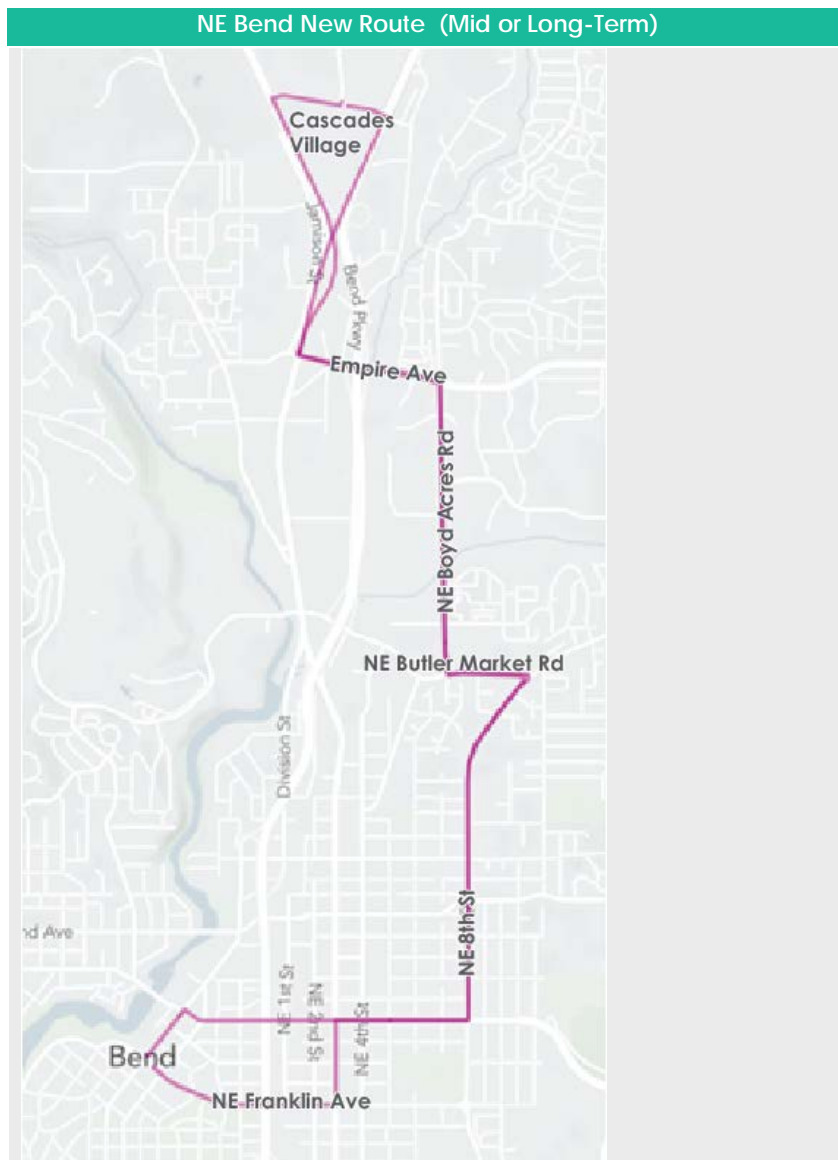 NE Bend New Route (Mid or Long-Term)
Cascades
Village
Jamison St
Bend Pkwy
Empire Ave
NE Boyd Acres Rd
NE Butler Market Rd
Division St
NE 8th St
nd Ave
NE 1st St
NE 2nd St
NE 4th St
Bend
NE Franklin Ave